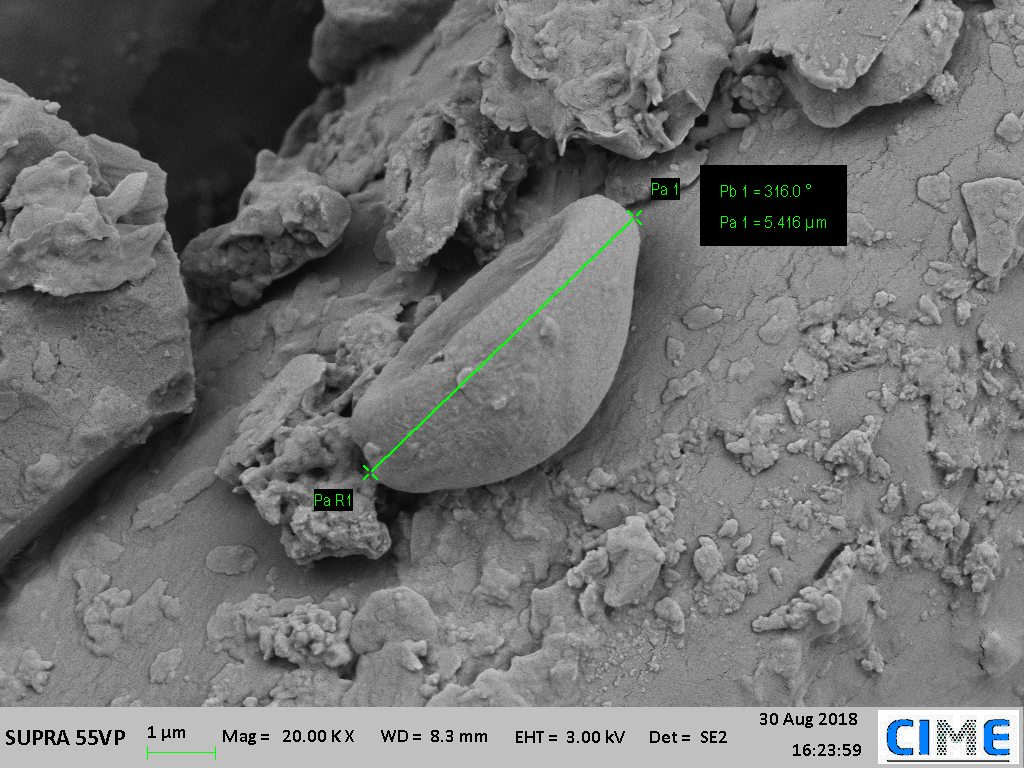 Pa 1
Pb 1 = 316.0 °
Pa 1 = 5.416 µm
Pa R1
SUPRA 55VP
1 µm
Mag = 20.00 K X
WD = 8.3 mm
EHT = 3.00 kV
Det = SE2
30 Aug 2018
16:23:59
CIME